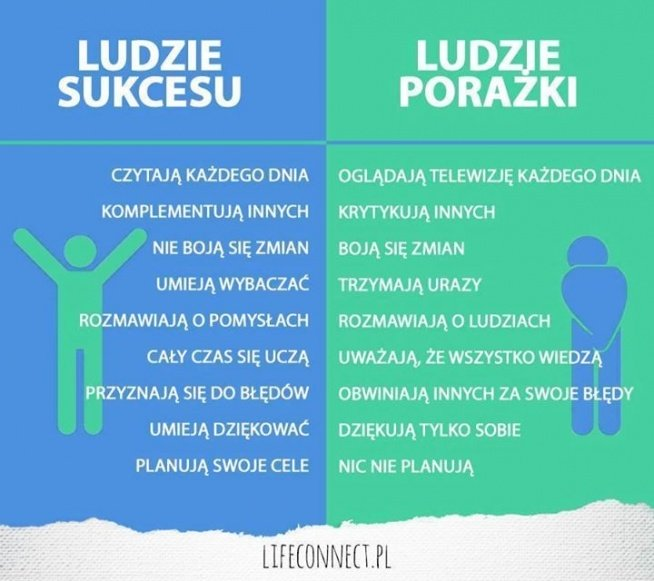 LUDZIE
SUKCESU
CZYTAJĄ KAŻDEGO DNIA
KOMPLEMENTUJĄ INNYCH
NIE BOJĄ SIĘ ZMIAN
UMIEJĄ WYBACZAĆ
ROZMAWIAJĄ O POMYSŁACH
CAŁY CZAS SIĘ UCZĄ
PRZYZNAJĄ SIĘ DO BŁĘDÓW
UMIEJĄ DZIĘKOWAĆ
PLANUJĄ SWOJE CELE
LUDZIE
PORAŻKI
OGLĄDAJĄ TELEWIZJĘ KAŻDEGO DNIA
KRYTYKUJĄ INNYCH
BOJĄ SIĘ ZMIAN
TRZYMAJĄ URAZY
ROZMAWIAJĄ O LUDZIACH
UWAŻAJĄ, ŻE WSZYSTKO WIEDZĄ
OBWINIAJĄ INNYCH ZA SWOJE BŁĘDY
DZIĘKUJĄ TYLKO SOBIE
NIC NIE PLANUJĄ
LIFECONNECT.PL